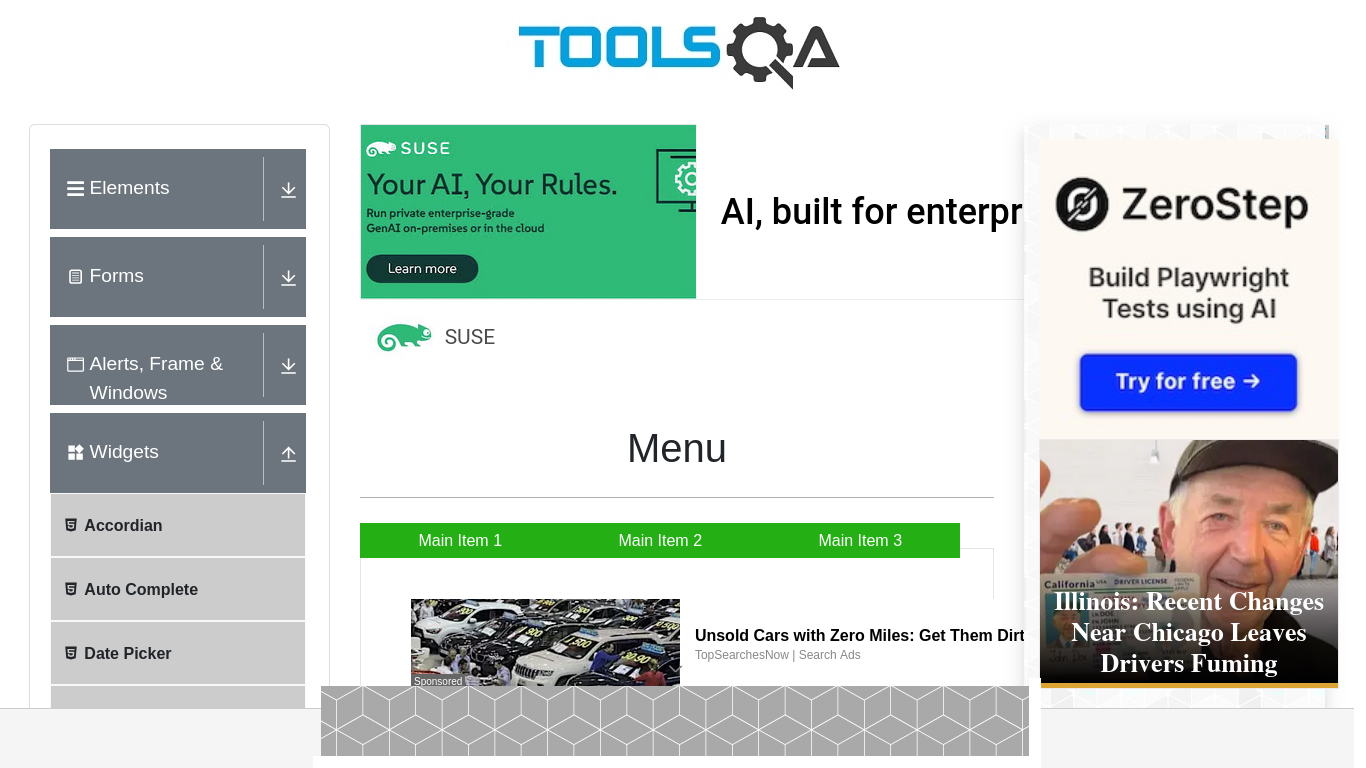 TOOLSQA
Elements
Forms
Alerts, Frame &
Windows
Widgets
Accordian
Auto Complete
Date Picker
SUSE
Your AI, Your Rules.
Run private enterprise-grade
GenAI on-premises or in the cloud
Learn more
AI, built for enterpr
SUSE
Menu
Main Item 1
Main Item 2
Main Item 3
Sponsored
Unsold Cars with Zero Miles: Get Them Dirt
TopSearchesNow | Search Ads
ZeroStep
Build Playwright
Tests using AI
Try for free →
California USA DRIVER LICENSE
Illinois: Recent Changes
Near Chicago Leaves
Drivers Fuming